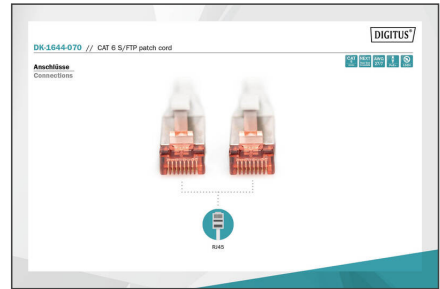 DIGITUS®
DK-1644-070 // CAT 6 S/FTP patch cord
Anschlüsse
Connections
RJ45